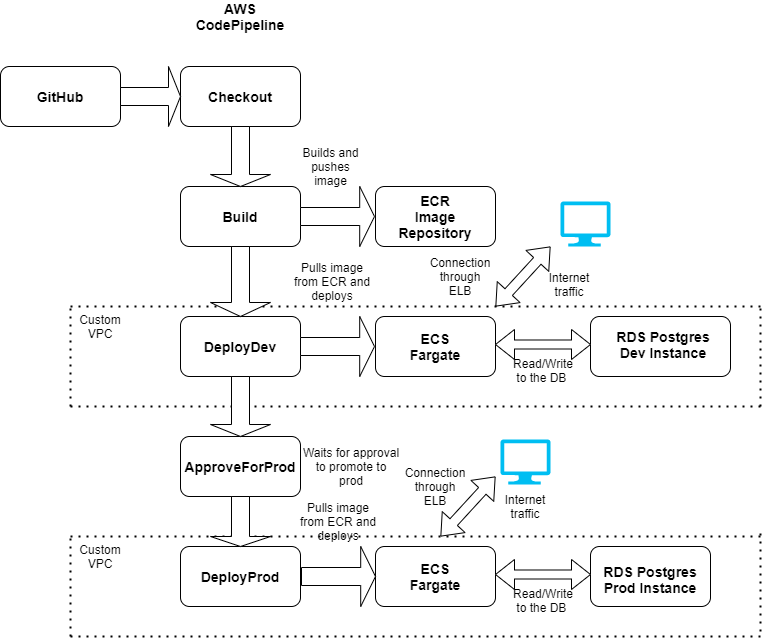 AWS
CodePipeline
GitHub
Checkout
Builds and
pushes
image
Build
ECR
Image
Repository
Connection
through
ELB
Internet
traffic
Pulls image
from ECR and
deploys
Custom
VPC
DeployDev
ECS
Fargate
Read/Write
to the DB
RDS Postgres
Dev Instance
ApproveForProd
Waits for approval
to promote to
prod
Connection
through
ELB
Internet
traffic
Pulls image
from ECR and
deploys
Custom
VPC
DeployProd
ECS
Fargate
Read/Write
to the DB
RDS Postgres
Prod Instance